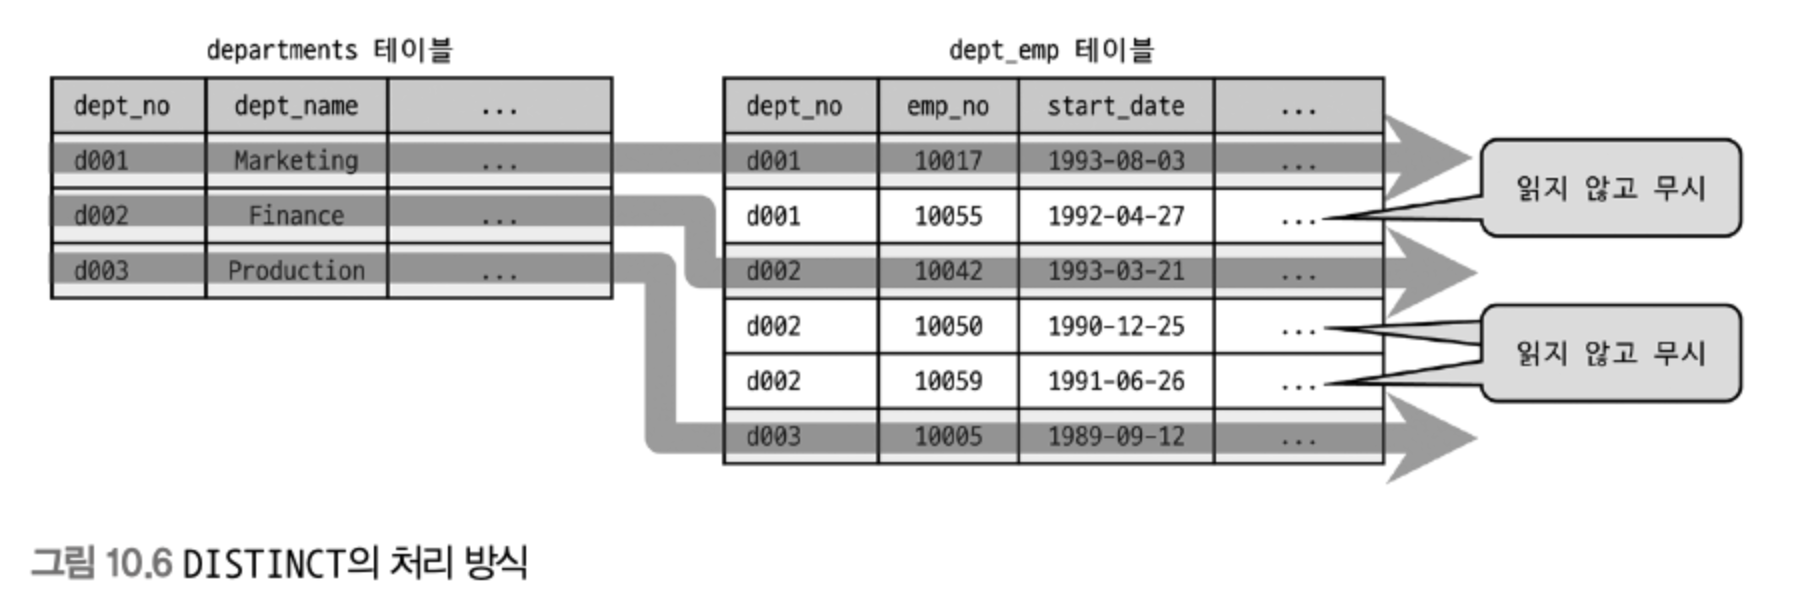 departments 테이블
dept_no dept_name ...
d001 Marketing ...
d002 Finance ...
d003 Production ...
dept_emp 테이블
dept_no emp_no start_date ...
d001 10017 1993-08-03 ...
d001 10055 1992-04-27 ...
d002 10042 1993-03-21 ...
d002 10050 1990-12-25 ...
d002 10059 1991-06-26 ...
d003 10005 1989-09-12 ...
읽지 않고 무시
읽지 않고 무시
그림 10.6 DISTINCT의 처리 방식